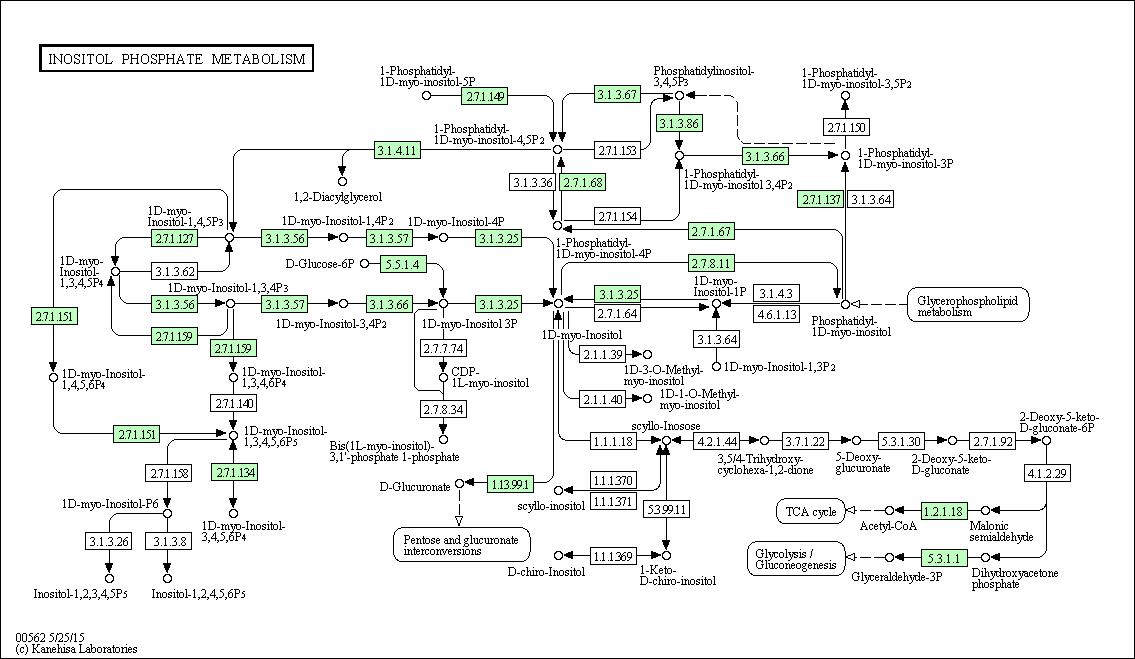 INOSITOL PHOSPHATE METABOLISM
1-Phosphatidyl-
1D-myo-inositol-5P
2.7.1.149
3.1.3.67
Phosphatidylinositol-
3,4,5P3
1-Phosphatidyl-
1D-myo-inositol-3,5P2
3.1.3.86
2.7.1.150
1-Phosphatidyl-
1D-myo-inositol-4,5P2
3.1.4.11
2.7.1.153
3.1.3.66
1-Phosphatidyl-
1D-myo-inositol-3P
1,2-Diacylglycerol
3.1.3.36
2.7.1.68
1-Phosphatidyl-
1D-myo-inositol 3,4P2
2.7.1.137
3.1.3.64
2.7.1.154
1D-myo-
Inositol-1,4,5P3
1D-myo-Inositol-1,4P2
1D-myo-Inositol-4P
2.7.1.127
3.1.3.56
3.1.3.57
3.1.3.25
2.7.1.67
1-Phosphatidyl-
1D-myo-inositol-4P
1D-myo-
Inositol-
1,3,4,5P4
3.1.3.62
D-Glucose-6P
5.5.1.4
2.7.8.11
1D-myo-Inositol-1,3,4P3
1D-myo-
Inositol-1P
2.7.1.151
3.1.3.56
3.1.3.57
3.1.3.66
3.1.3.25
3.1.3.25
2.7.1.64
3.1.4.3
4.6.1.13
Glycerophospholipid
metabolism
1D-myo-Inositol-3,4P2
1D-myo-Inositol 3P
1D-myo-Inositol
Phosphatidyl-
1D-myo-inositol
2.7.1.159
2.7.1.159
2.7.7.74
2.1.1.39
3.1.3.64
1D-myo-Inositol-
1,4,5,6P4
1D-myo-Inositol-
1,3,4,6P4
CDP-
1L-myo-inositol
1D-3-O-Methyl-
myo-inositol
1D-myo-Inositol-1,3P2
2.7.1.140
2.7.8.34
2.1.1.40
1D-1-O-Methyl-
myo-inositol
2.7.1.151
1D-myo-Inositol-
1,3,4,5,6P5
Bis(1L-myo-inositol)-
3,1'-phosphate 1-phosphate
scyllo-Inosose
2-Deoxy-5-keto-
D-gluconate-6P
1.1.1.18
4.2.1.44
3.7.1.22
5.3.1.30
2.7.1.92
3,5/4-Trihydroxy-
cyclohexa-1,2-dione
5-Deoxy-
glucuronate
2-Deoxy-5-keto-
D-gluconate
2.7.1.158
2.7.1.134
D-Glucuronate
1.13.99.1
1.1.1.370
1.1.1.371
scyllo-inositol
4.1.2.29
1D-myo-Inositol-P6
1D-myo-Inositol-
3,4,5,6P4
5.3.99.11
TCA cycle
Acetyl-CoA
1.2.1.18
Malonic
semialdehyde
3.1.3.26
3.1.3.8
Pentose and glucuronate
interconversions
D-chiro-Inositol
1.1.1.369
1-Keto-
D-chiro-inositol
Glycolysis /
Gluconeogenesis
Glyceraldehyde-3P
5.3.1.1
Dihydroxyacetone
phosphate
Inositol-1,2,3,4,5P5
Inositol-1,2,4,5,6P5
00562 5/25/15
(c) Kanehisa Laboratories